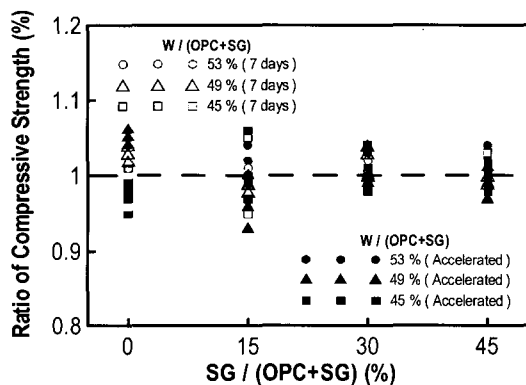 Ratio of Compressive Strength (%)
1.2
1.1
1
0.9
0.8
W / (OPC+SG)
53 % ( 7 days )
49 % ( 7 days )
45 % ( 7 days )
W / (OPC+SG)
53 % ( Accelerated )
49 % ( Accelerated )
45 % ( Accelerated )
0 15 30 45
SG / (OPC+SG) (%)